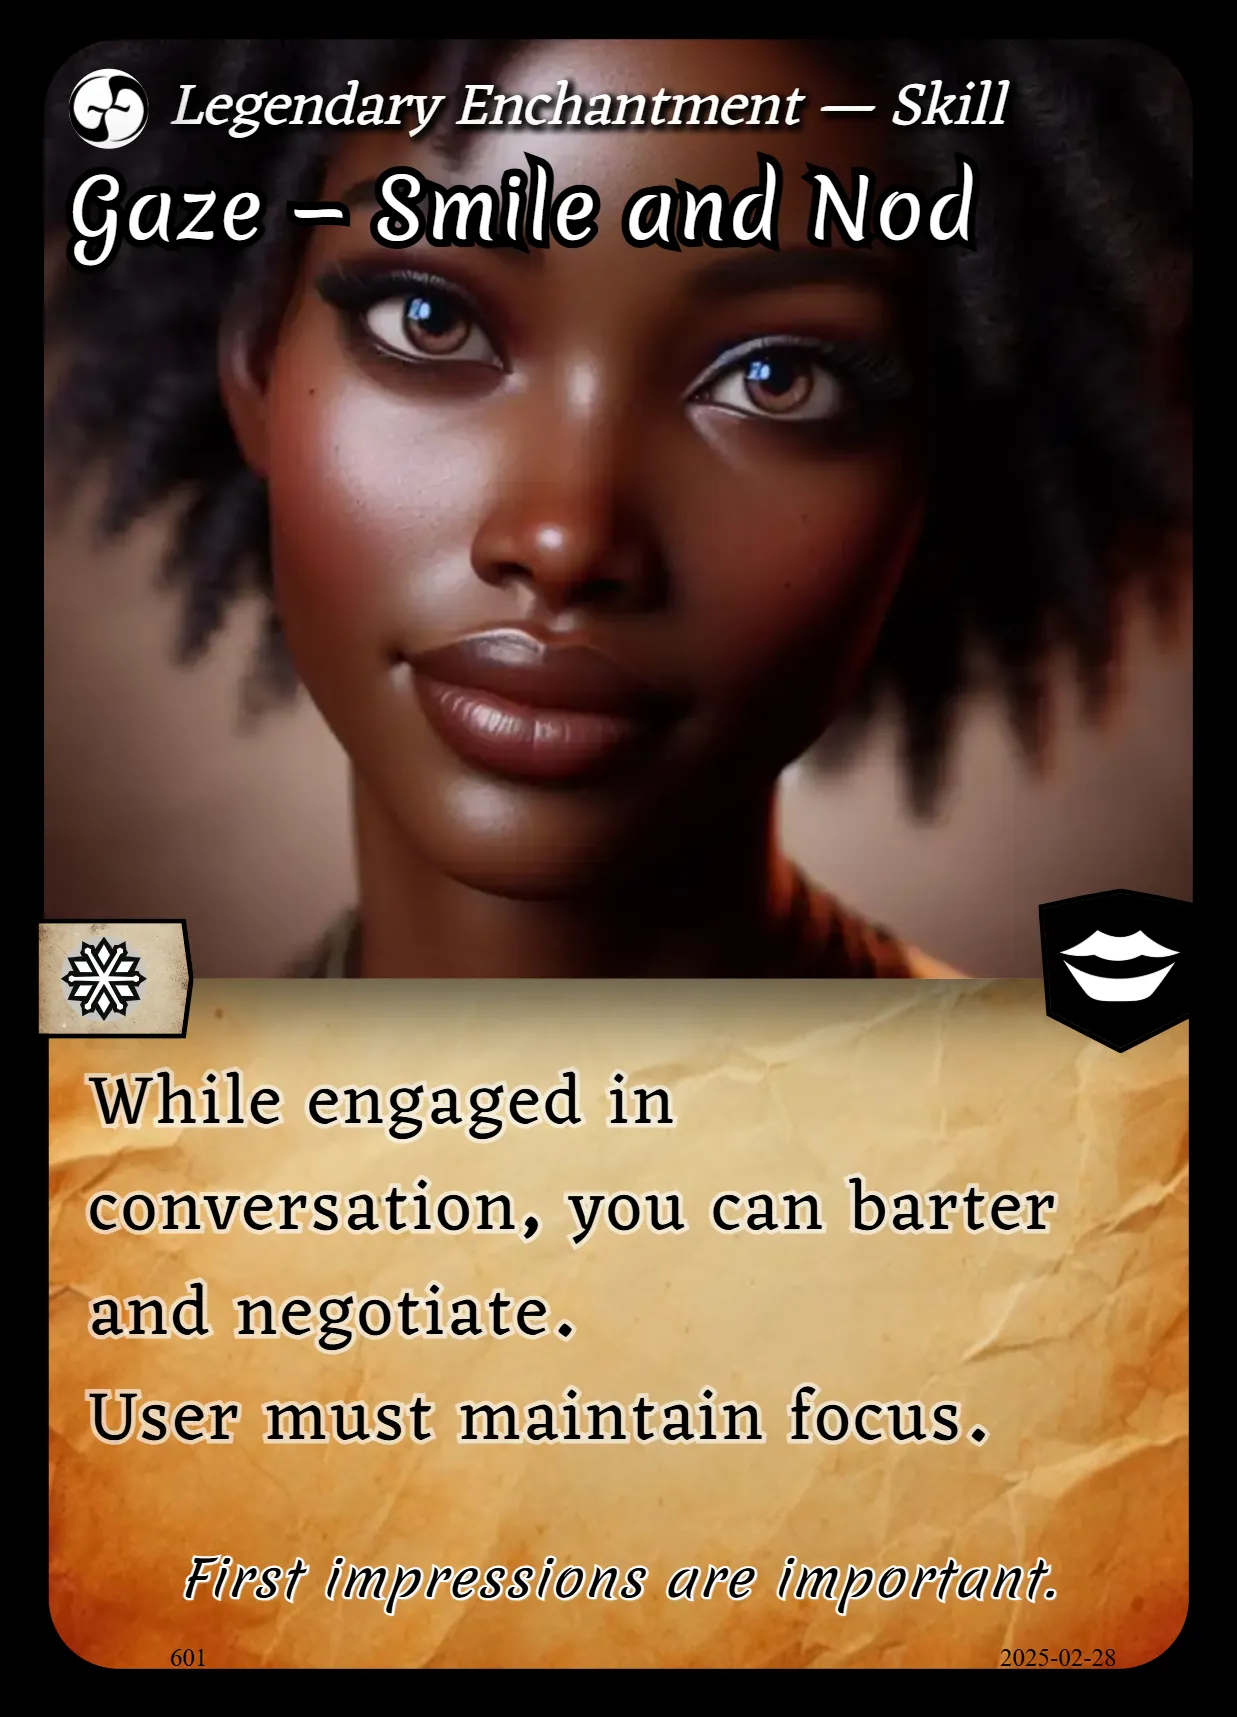 Legendary Enchantment — Skill
Gaze – Smile and Nod
While engaged in
conversation, you can barter
and negotiate.
User must maintain focus.
First impressions are important.
601
2025-02-28